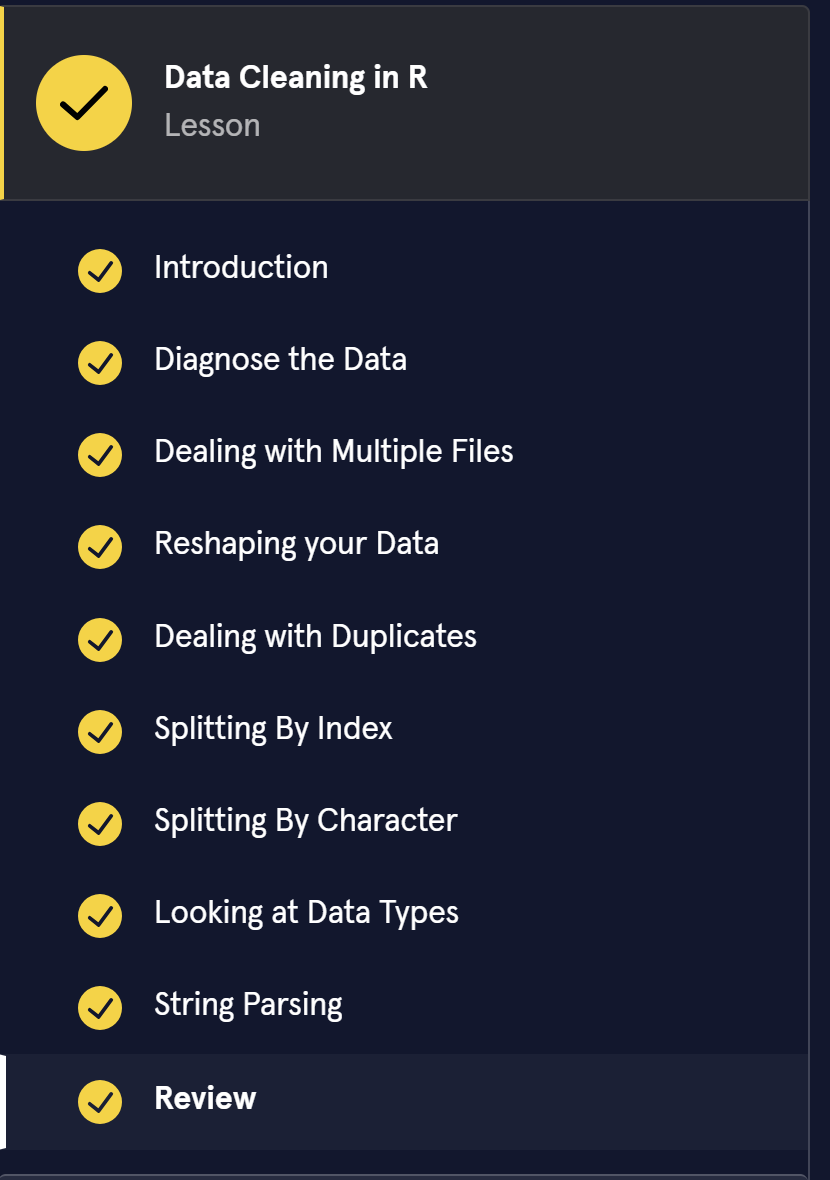 Data Cleaning in R
Lesson
Introduction
Diagnose the Data
Dealing with Multiple Files
Reshaping your Data
Dealing with Duplicates
Splitting By Index
Splitting By Character
Looking at Data Types
String Parsing
Review